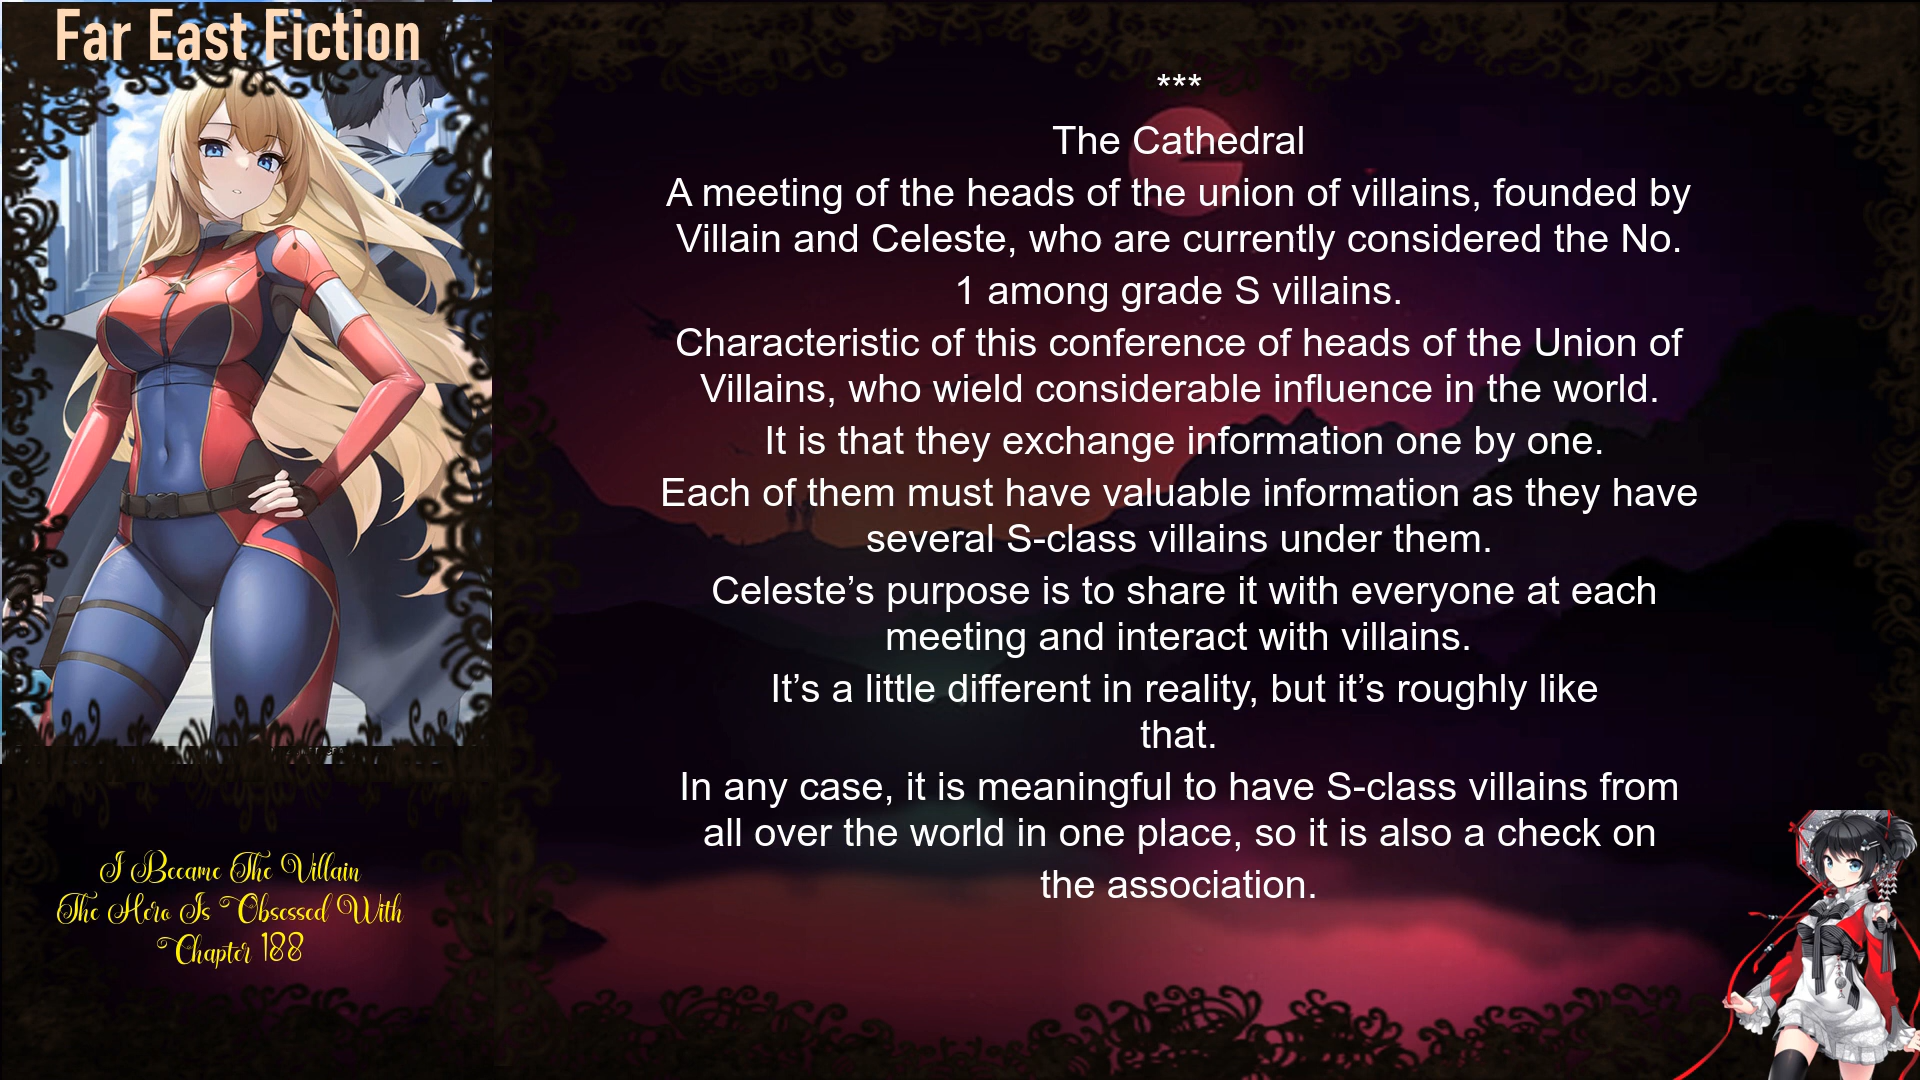 Far East Fiction
***
The Cathedral
A meeting of the heads of the union of villains, founded by
Villain and Celeste, who are currently considered the No.
1 among grade S villains.
Characteristic of this conference of heads of the Union of
Villains, who wield considerable influence in the world.
It is that they exchange information one by one.
Each of them must have valuable information as they have
several S-class villains under them.
Celeste’s purpose is to share it with everyone at each
meeting and interact with villains.
It’s a little different in reality, but it’s roughly like
that.
In any case, it is meaningful to have S-class villains from
all over the world in one place, so it is also a check on
the association.
I Became The Villain
The Hero Is Obsessed With
Chapter 188